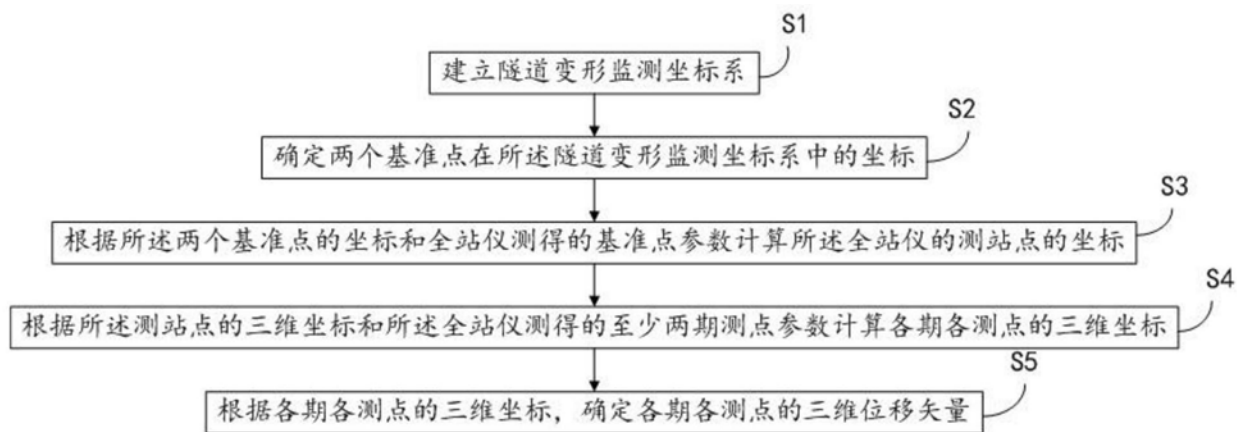 S1
建立隧道变形监测坐标系
S2
确定两个基准点在所述隧道变形监测坐标系中的坐标
S3
根据所述两个基准点的坐标和全站仪测得的基准点参数计算所述全站仪的测站点的坐标
S4
根据所述测站点的三维坐标和所述全站仪测得的至少两期测点参数计算各期各测点的三维坐标
S5
根据各期各测点的三维坐标，确定各期各测点的三维位移矢量